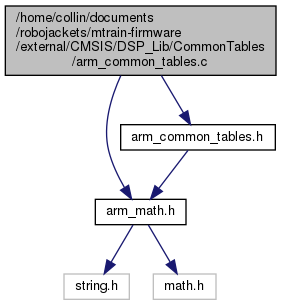 /home/collin/documents
/robojackets/mtrain-firmware
/external/CMSIS/DSP_Lib/CommonTables
/arm_common_tables.c
arm_common_tables.h
arm_math.h
string.h
math.h